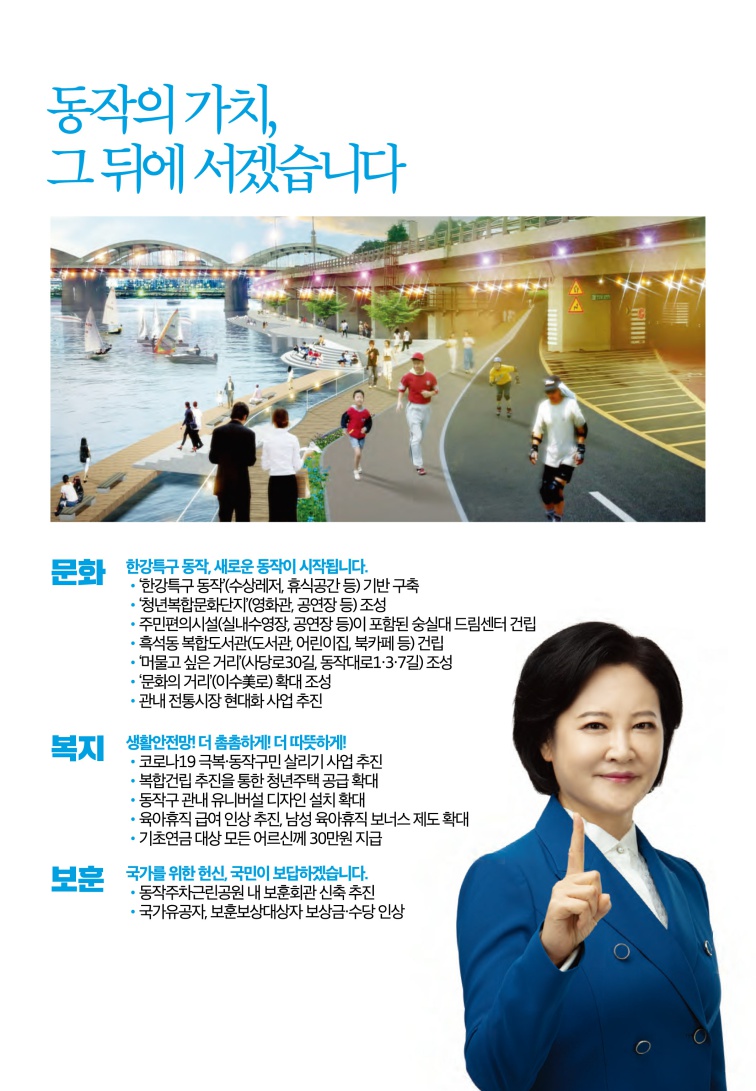 동작의 가치,
그 뒤에 서겠습니다
문화
한강특구 동작, 새로운 동작이 시작됩니다.
• '한강특구 동작'(수상레저, 휴식공간 등) 기반 구축
• '청년복합문화단지'(영화관, 공연장 등) 조성
• 주민편의시설(실내수영장, 공연장 등)이 포함된 숭실대 드림센터 건립
• 흑석동 복합도서관(도서관, 어린이집, 북카페 등) 건립
• '머물고 싶은 거리'(사당로30길, 동작대로1·3·7길) 조성
• '문화의 거리'(이수美로) 확대 조성
• 관내 전통시장 현대화 사업 추진
복지
생활안전망! 더 촘촘하게! 더 따뜻하게!
• 코로나19 극복·동작구민 살리기 사업 추진
• 복합건립 추진을 통한 청년주택 공급 확대
• 동작구 관내 유니버설 디자인 설치 확대
• 육아휴직 급여 인상 추진, 남성 육아휴직 보너스 제도 확대
• 기초연금 대상 모든 어르신께 30만원 지급
보훈
국가를 위한 헌신, 국민이 보답하겠습니다.
• 동작주차근린공원 내 보훈회관 신축 추진
• 국가유공자, 보훈보상대상자 보상금·수당 인상